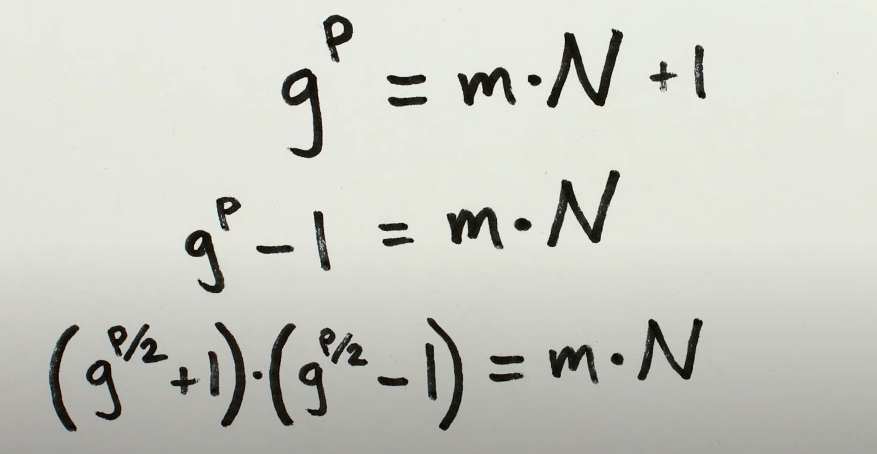 g^p = m·N +1
g^p − 1 = m·N
(g^p/2 +1)·(g^p/2 −1) = m·N